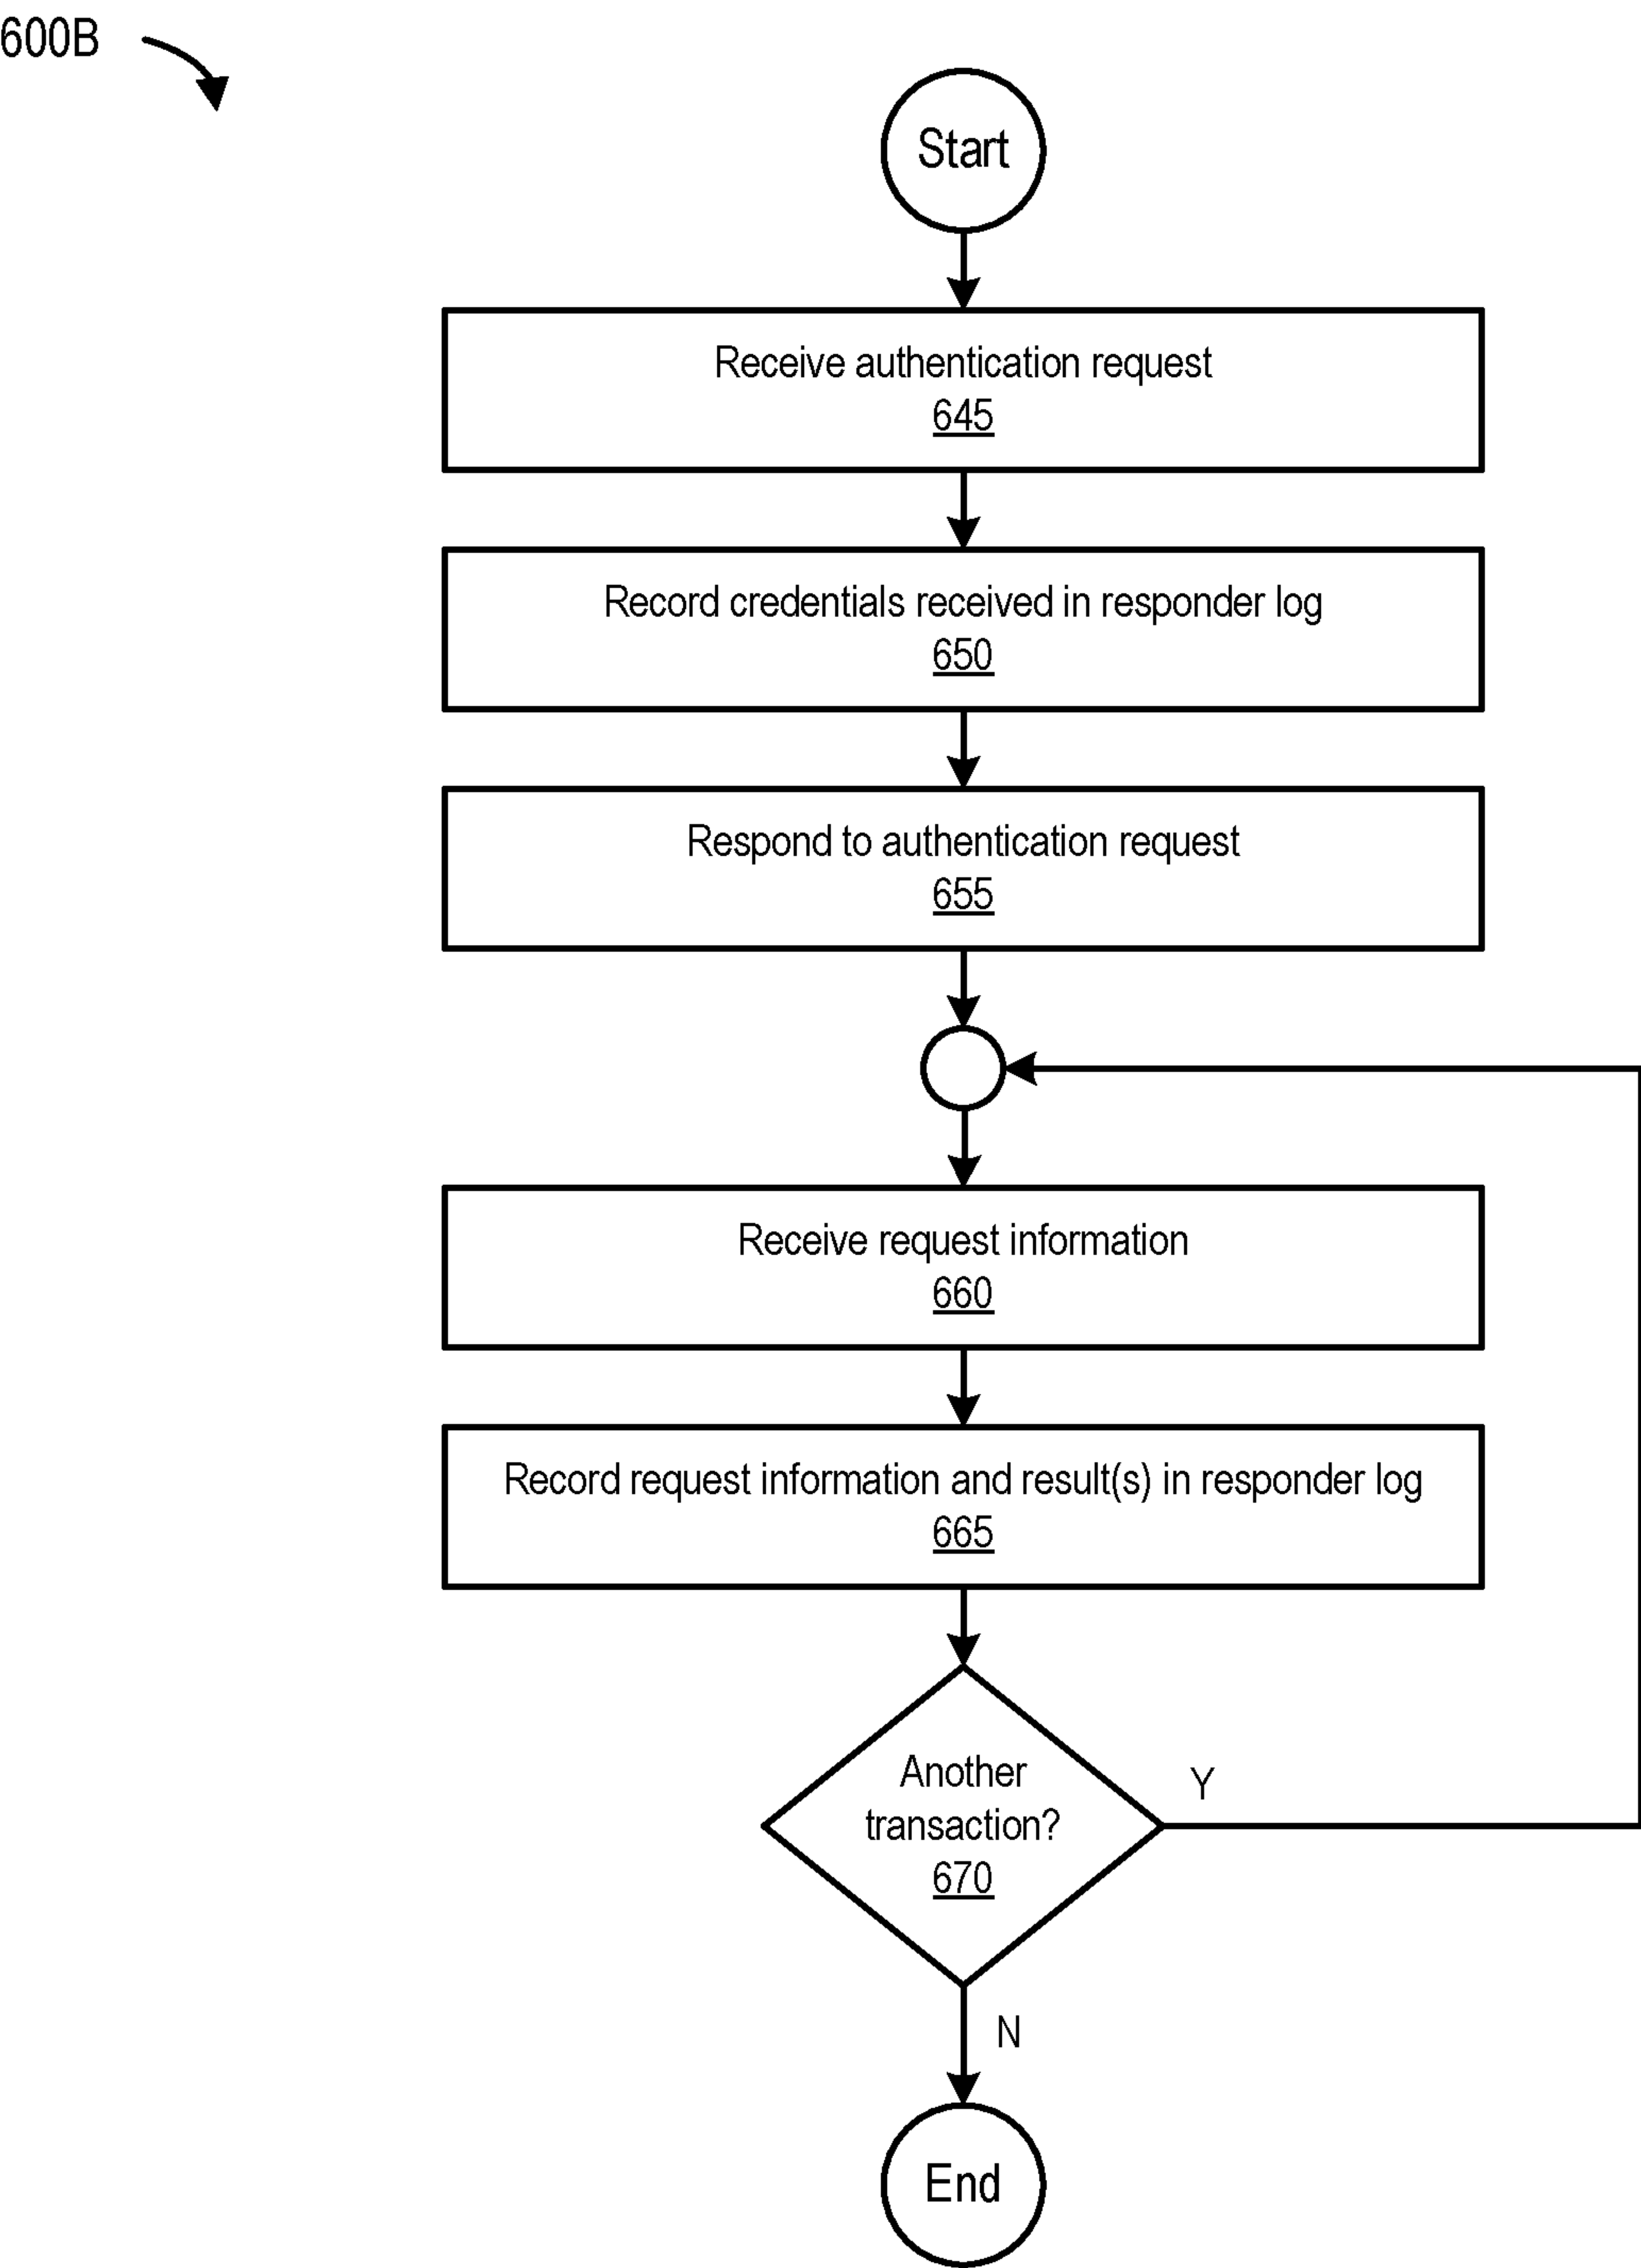 600B
Start
Receive authentication request
645
Record credentials received in responder log
650
Respond to authentication request
655
Receive request information
660
Record request information and result(s) in responder log
665
Another
transaction?
670
Y
N
End